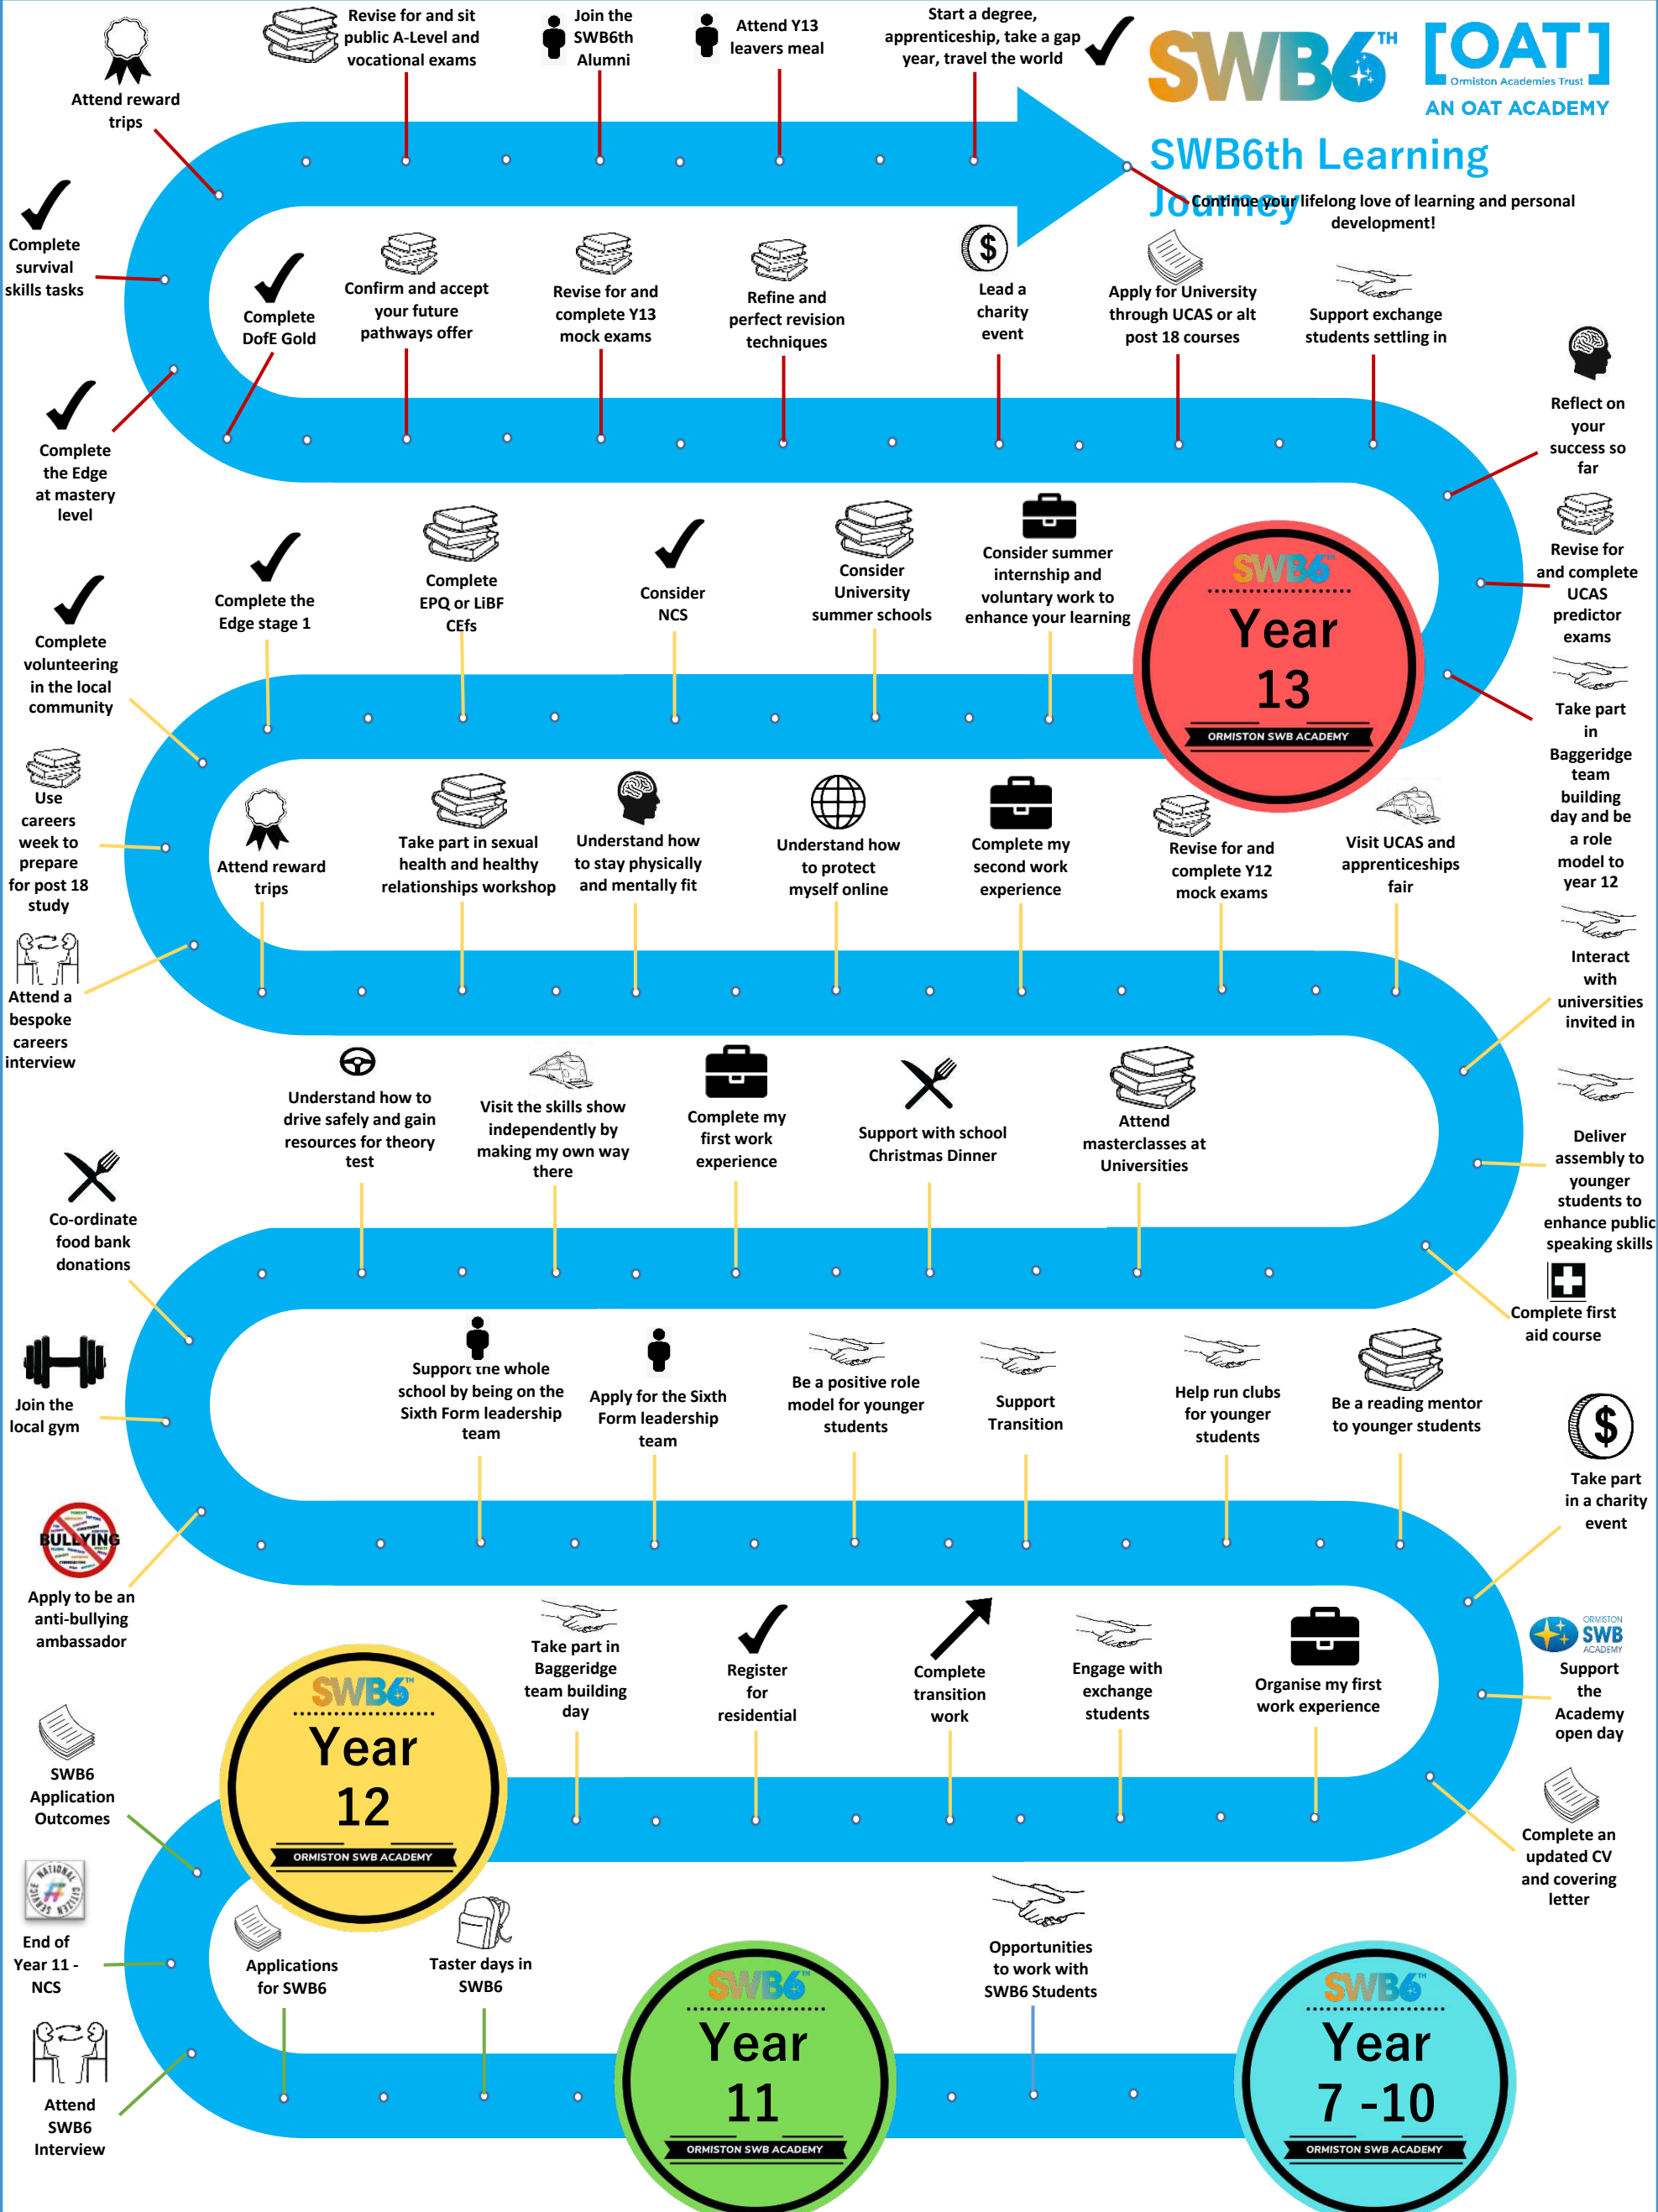 Revise for and sit
public A-Level and
vocational exams
Join the
SWB6th
Alumni
Attend Y13
leavers meal
Start a degree,
apprenticeship, take a gap
year, travel the world
SWB6TH
[OAT]
Ormiston Academies Trust
AN OAT ACADEMY
SWB6th Learning
Journey
Continue your lifelong love of learning and personal
development!
Attend reward
trips
Complete
survival
skills tasks
Complete
the Edge
at mastery
level
Complete
DofE Gold
Confirm and accept
your future
pathways offer
Revise for and
complete Y13
mock exams
Refine and
perfect revision
techniques
Lead a
charity
event
Apply for University
through UCAS or alt
post 18 courses
Support exchange
students settling in
Reflect on
your
success so
far
Revise for
and complete
UCAS
predictor
exams
Take part
in
Baggeridge
team
building
day and be
a role
model to
year 12
SWB6TH
Year
13
ORMISTON SWB ACADEMY
Consider summer
internship and
voluntary work to
enhance your learning
Consider
University
summer schools
Consider
NCS
Complete
EPQ or LiBF
CEfs
Complete the
Edge stage 1
Complete
volunteering
in the local
community
Use
careers
week to
prepare
for post 18
study
Attend a
bespoke
careers
interview
Attend reward
trips
Take part in sexual
health and healthy
relationships workshop
Understand how
to stay physically
and mentally fit
Understand how
to protect
myself online
Complete my
second work
experience
Revise for and
complete Y12
mock exams
Visit UCAS and
apprenticeships
fair
Interact
with
universities
invited in
Deliver
assembly to
younger
students to
enhance public
speaking skills
Complete first
aid course
Attend
masterclasses at
Universities
Support with school
Christmas Dinner
Complete my
first work
experience
Visit the skills show
independently by
making my own way
there
Understand how to
drive safely and gain
resources for theory
test
Co-ordinate
food bank
donations
Join the
local gym
BULLYING
Apply to be an
anti-bullying
ambassador
Support the whole
school by being on the
Sixth Form leadership
team
Apply for the Sixth
Form leadership
team
Be a positive role
model for younger
students
Support
Transition
Help run clubs
for younger
students
Be a reading mentor
to younger students
Take part
in a charity
event
ORMISTON
SWB
ACADEMY
Support
the
Academy
open day
Complete an
updated CV
and covering
letter
Organise my first
work experience
Engage with
exchange
students
Complete
transition
work
Register
for
residential
Take part in
Baggeridge
team building
day
SWB6TH
Year
12
ORMISTON SWB ACADEMY
SWB6
Application
Outcomes
NATIONAL
CITIZEN SERVICE
End of
Year 11 -
NCS
Attend
SWB6
Interview
Applications
for SWB6
Taster days in
SWB6
SWB6TH
Year
11
ORMISTON SWB ACADEMY
Opportunities
to work with
SWB6 Students
SWB6TH
Year
7 -10
ORMISTON SWB ACADEMY